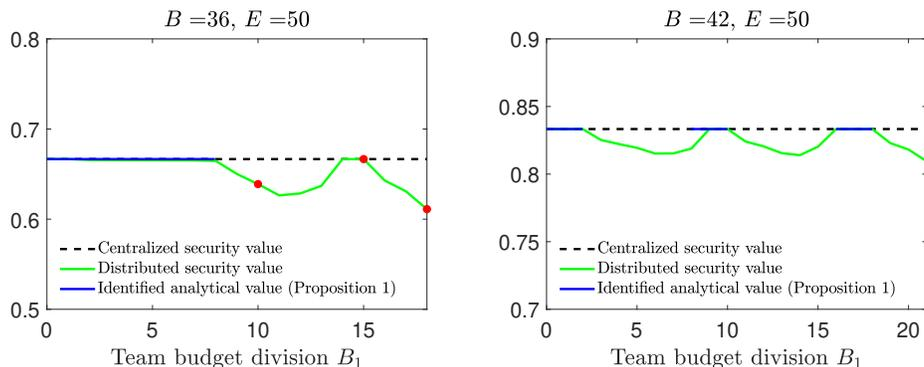 B =36, E =50
0.8
0.7
0.6
0.5
Centralized security value
Distributed security value
Identified analytical value (Proposition 1)
0 5 10 15
Team budget division B₁
B =42, E =50
0.9
0.85
0.8
0.75
0.7
Centralized security value
Distributed security value
Identified analytical value (Proposition 1)
0 5 10 15 20
Team budget division B₁